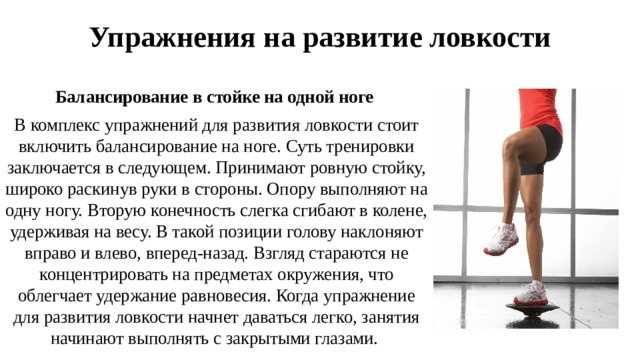 Упражнения на развитие ловкости
Балансирование в стойке на одной ноге
В комплекс упражнений для развития ловкости стоит
включить балансирование на ноге. Суть тренировки
заключается в следующем. Принимают ровную стойку,
широко раскинув руки в стороны. Опору выполняют на
одну ногу. Вторую конечность слегка сгибают в колене,
удерживая на весу. В такой позиции голову наклоняют
вправо и влево, вперед-назад. Взгляд стараются не
концентрировать на предметах окружения, что
облегчает удержание равновесия. Когда упражнение
для развития ловкости начнет даваться легко, занятия
начинают выполнять с закрытыми глазами.